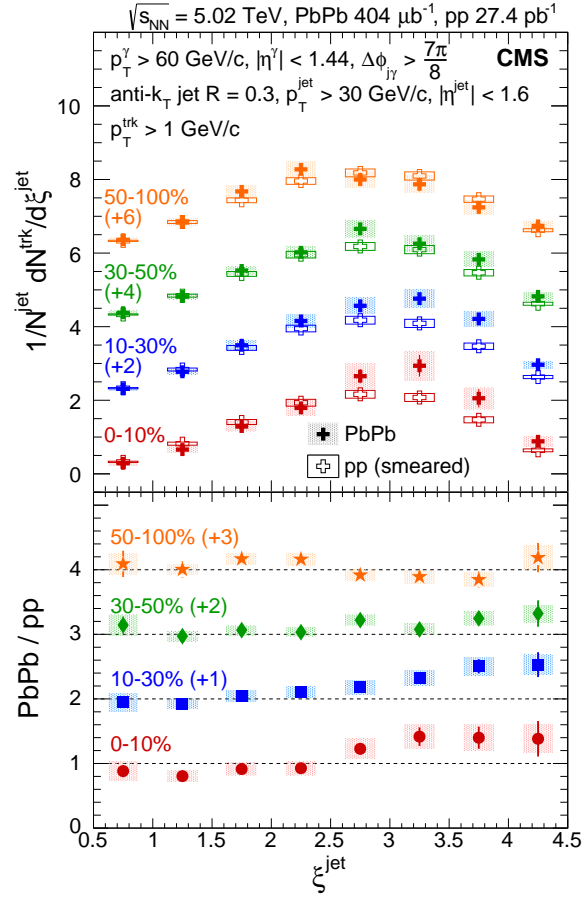 √s_NN = 5.02 TeV, PbPb 404 μb⁻¹, pp 27.4 pb⁻¹
p_T^γ > 60 GeV/c, |η^γ| < 1.44, Δϕ_jγ > 7π/8
CMS
anti-k_T jet R = 0.3, p_T^jet > 30 GeV/c, |η^jet| < 1.6
p_T^trk > 1 GeV/c
1/N^jet dN^trk/dξ^jet
10
8
6
4
2
0
50-100%
(+6)
30-50%
(+4)
10-30%
(+2)
0-10%
PbPb
pp (smeared)
PbPb / pp
5
4
3
2
1
0
50-100% (+3)
30-50% (+2)
10-30% (+1)
0-10%
0.5 1 1.5 2 2.5 3 3.5 4 4.5
ξ^jet